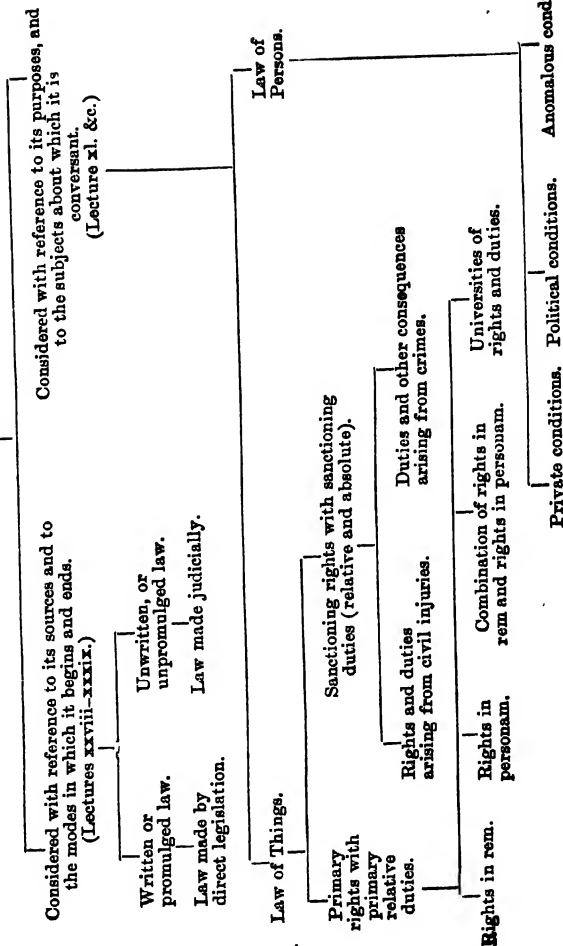 Considered with reference to its sources and to
the modes in which it begins and ends.
(Lectures xxviii–xxxix.)
Considered with reference to its purposes, and
to the subjects about which it is
conversant.
(Lecture xl. &c.)
Written or
promulged law.
Unwritten, or
unpromulged law.
Law made by
direct legislation.
Law made judicially.
Law of Things.
Law of
Persons.
Primary
rights with
primary
relative
duties.
Sanctioning rights with sanctioning
duties (relative and absolute).
Rights and duties
arising from civil injuries.
Duties and other consequences
arising from crimes.
Rights in rem.
Rights in
personam.
Combination of rights in
rem and rights in personam.
Universities of
rights and duties.
Private conditions.
Political conditions.
Anomalous cond